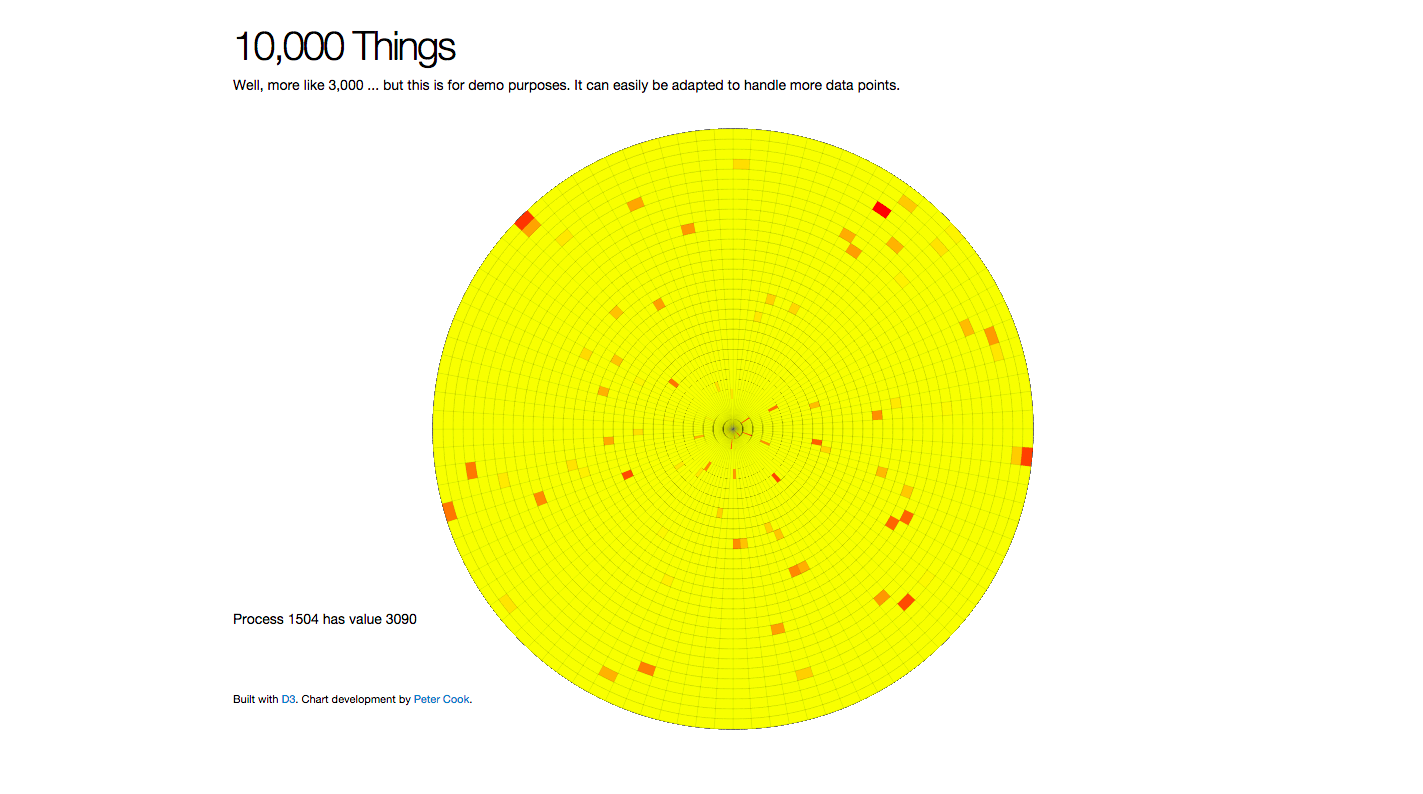 10,000 Things
Well, more like 3,000 ... but this is for demo purposes. It can easily be adapted to handle more data points.
Process 1504 has value 3090
Built with D3. Chart development by Peter Cook.